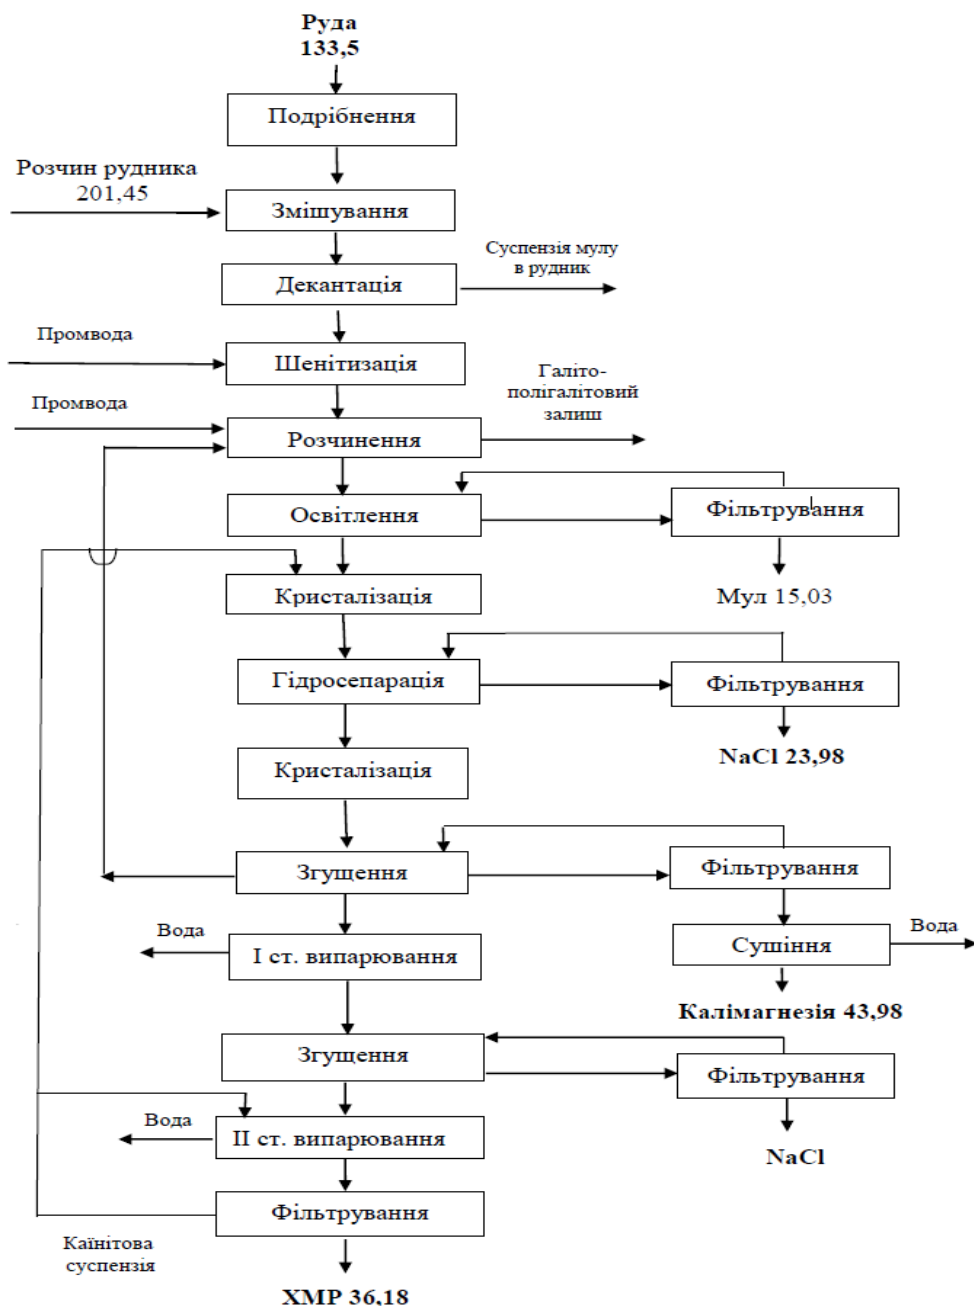 Руда
133,5
Подрібнення
Розчин рудника
201,45
Змішування
Суспензія мулу
в рудник
Декантація
Промвода
Шенітизація
Галіто-
полігалітовий
залиш
Промвода
Розчинення
Освітлення
Фільтрування
Мул 15,03
Кристалізація
Гідросепарація
Фільтрування
NaCl 23,98
Кристалізація
Згущення
Фільтрування
Вода
І ст. випарювання
Сушіння
Вода
Калімагнезія 43,98
Згущення
Фільтрування
Вода
ІІ ст. випарювання
NaCl
Фільтрування
Каїнітова
суспензія
ХМР 36,18